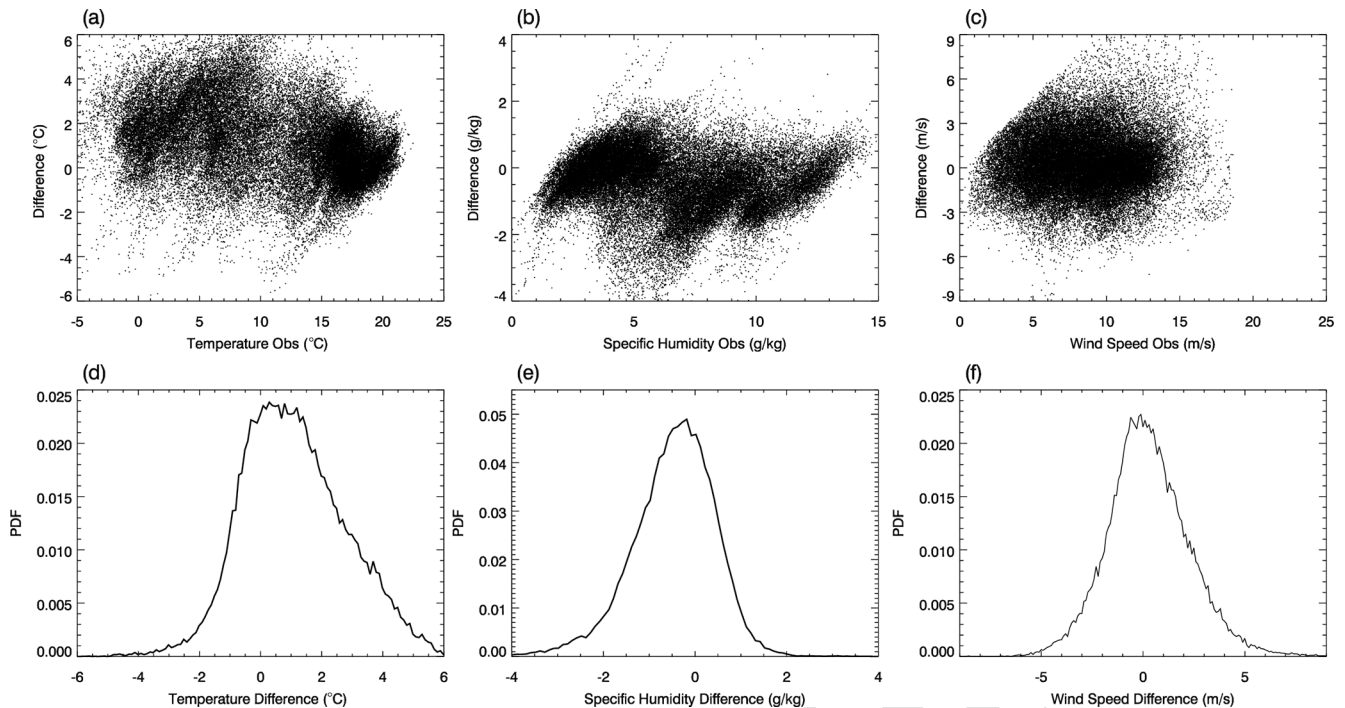 (a)
6
4
2
0
-2
-4
-6
Difference (°C)
-5 0 5 10 15 20 25
Temperature Obs (°C)
(b)
4
2
0
-2
-4
Difference (g/kg)
0 5 10 15
Specific Humidity Obs (g/kg)
(c)
9
6
3
0
-3
-6
-9
Difference (m/s)
0 5 10 15 20 25
Wind Speed Obs (m/s)
(d)
0.025
0.020
0.015
0.010
0.005
0.000
PDF
-6 -4 -2 0 2 4 6
Temperature Difference (°C)
(e)
0.05
0.04
0.03
0.02
0.01
0.00
PDF
-4 -2 0 2 4
Specific Humidity Difference (g/kg)
(f)
0.025
0.020
0.015
0.010
0.005
0.000
PDF
-5 0 5
Wind Speed Difference (m/s)